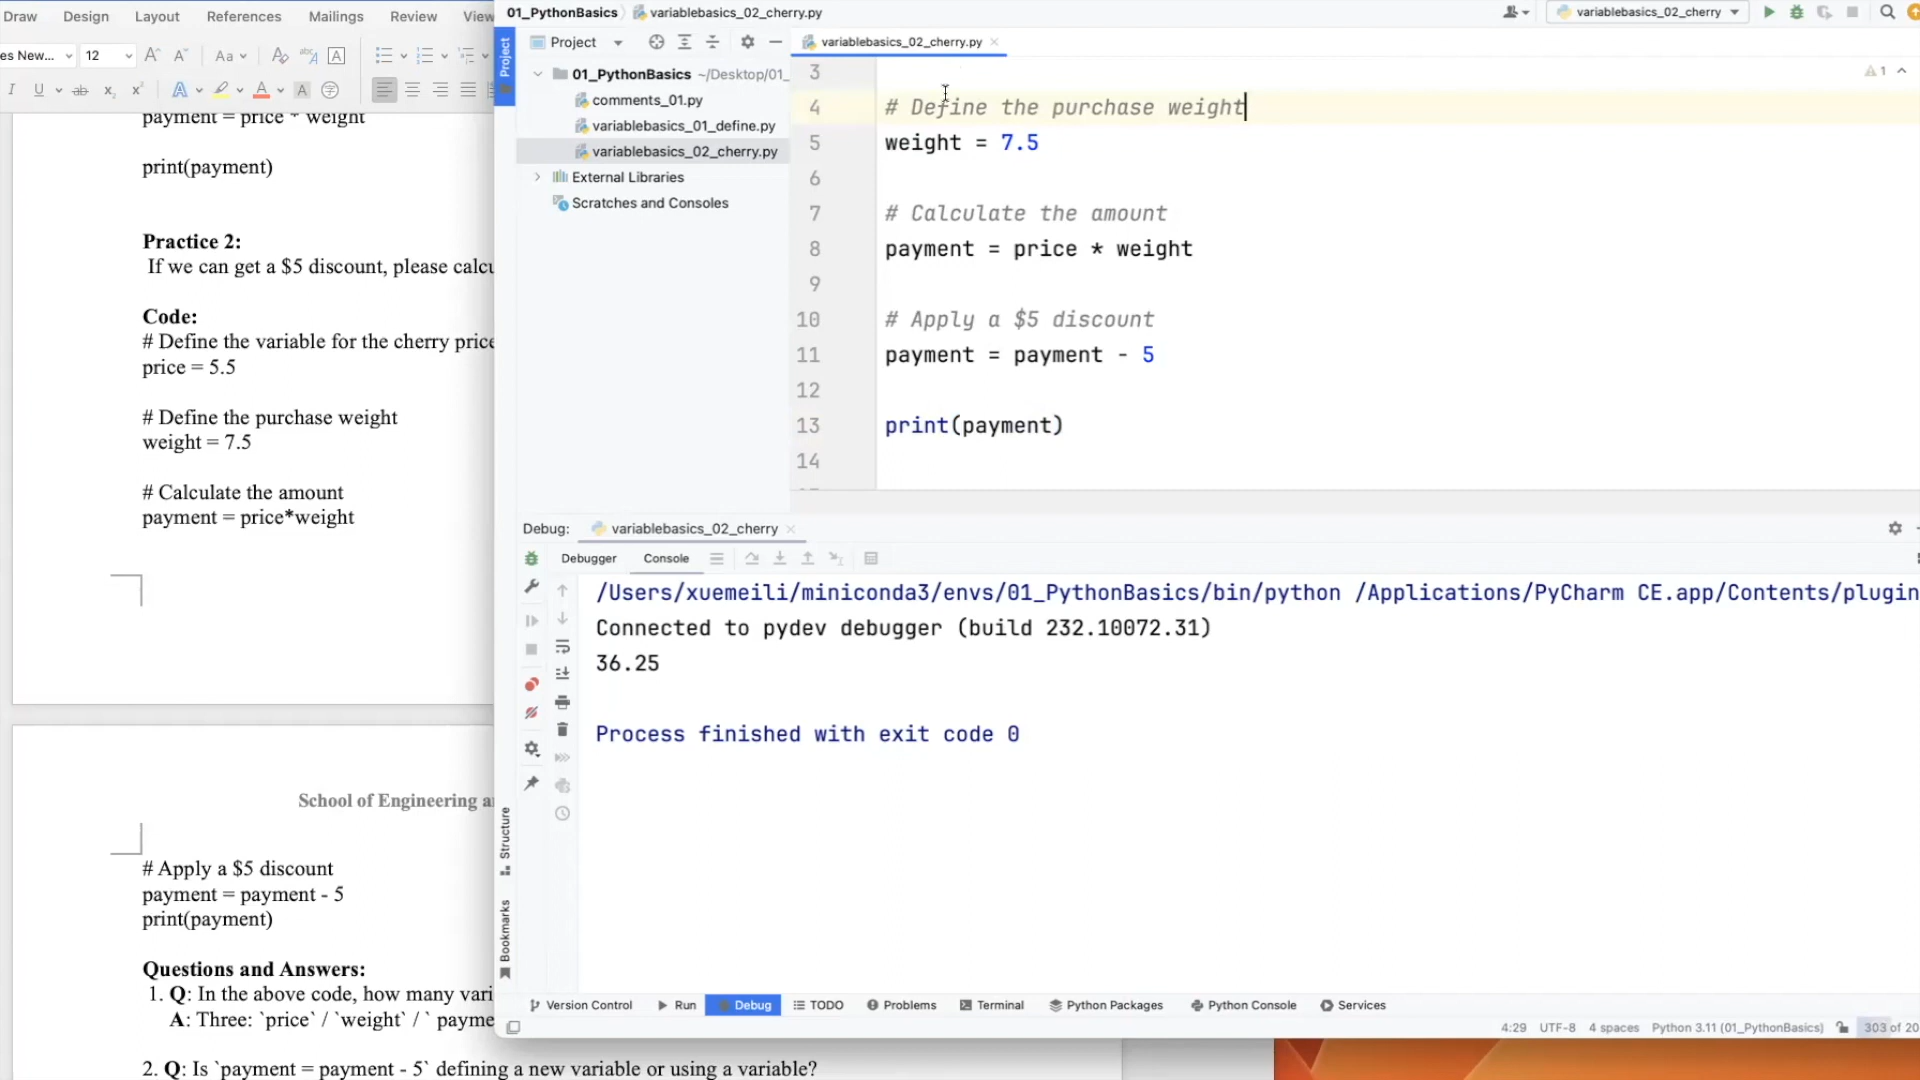 Draw Design Layout References Mailings Review View
es New... 12 Aa
payment = price * weight
print(payment)
Practice 2:
If we can get a $5 discount, please calcu
Code:
# Define the variable for the cherry price
price = 5.5
# Define the purchase weight
weight = 7.5
# Calculate the amount
payment = price*weight
School of Engineering a
# Apply a $5 discount
payment = payment - 5
print(payment)
Questions and Answers:
1. Q: In the above code, how many vari
A: Three: `price` / `weight` / ` payme
2. Q: Is `payment = payment - 5` defining a new variable or using a variable?
01_PythonBasics variablebasics_02_cherry.py
variablebasics_02_cherry
Project
Project
01_PythonBasics ~/Desktop/01_
comments_01.py
variablebasics_01_define.py
variablebasics_02_cherry.py
External Libraries
Scratches and Consoles
variablebasics_02_cherry.py
1
3
4 # Define the purchase weight
5 weight = 7.5
6
7 # Calculate the amount
8 payment = price * weight
9
10 # Apply a $5 discount
11 payment = payment - 5
12
13 print(payment)
14
Debug: variablebasics_02_cherry
Debugger Console
/Users/xuemeili/miniconda3/envs/01_PythonBasics/bin/python /Applications/PyCharm CE.app/Contents/plugin
Connected to pydev debugger (build 232.10072.31)
36.25
Process finished with exit code 0
Structure
Bookmarks
Version Control Run Debug TODO Problems Terminal Python Packages Python Console Services
4:29 UTF-8 4 spaces Python 3.11 (01_PythonBasics) 303 of 20